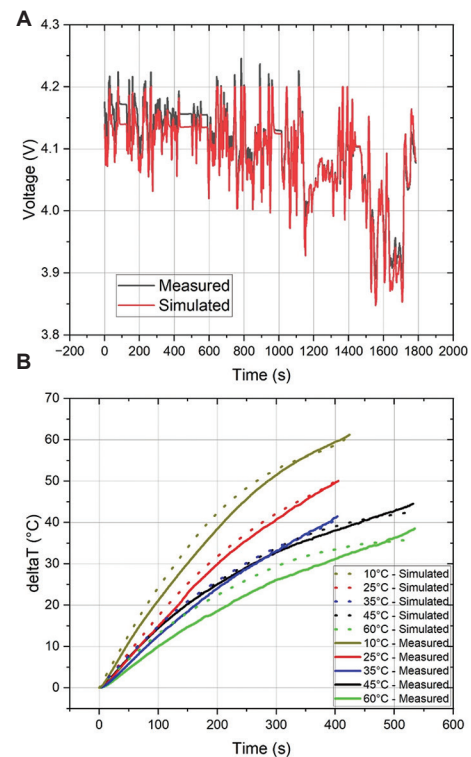 A
4.3
4.2
4.1
4.0
3.9
3.8
Voltage (V)
Measured
Simulated
−200 0 200 400 600 800 1000 1200 1400 1600 1800 2000
Time (s)
B
70
60
50
40
30
20
10
0
deltaT (°C)
10°C - Simulated
25°C - Simulated
35°C - Simulated
45°C - Simulated
60°C - Simulated
10°C - Measured
25°C - Measured
35°C - Measured
45°C - Measured
60°C - Measured
0 100 200 300 400 500 600
Time (s)